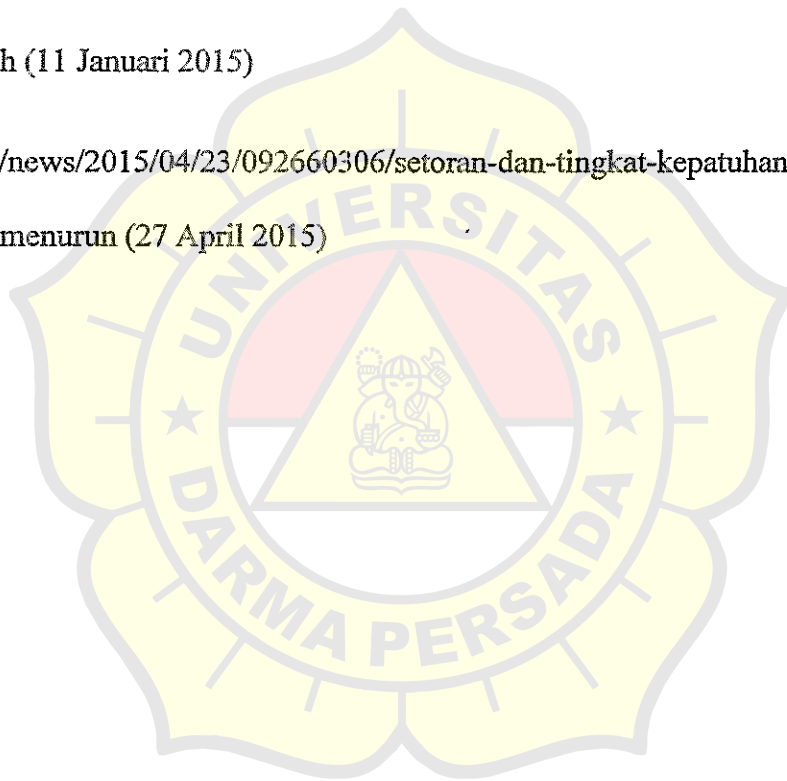 h (11 Januari 2015)
/news/2015/04/23/092660306/setoran-dan-tingkat-kepatuhan
menurun (27 April 2015)
UNIVERSITAS
DARMA PERSADA